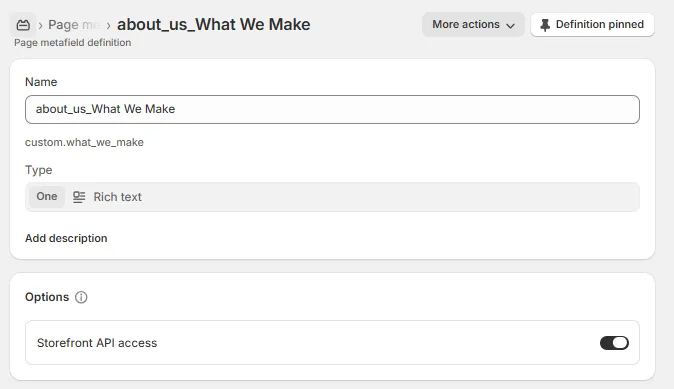 Page me
about_us_What We Make
More actions
Definition pinned
Page metafield definition
Name
about_us_What We Make
custom.what_we_make
Type
One Rich text
Add description
Options
Storefront API access